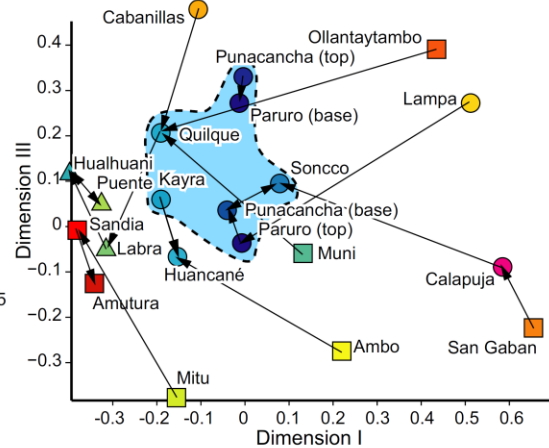 Cabanillas
Ollantaytambo
Punacancha (top)
Lampa
Paruro (base)
Quilque
Soncco
Hualhuani
Puente
Kayra
Punacancha (base)
Sandia
Paruro (top)
Labra
Muni
Huancané
Calapuja
Amutura
San Gaban
Ambo
Mitu
Dimension III
0.4
0.3
0.2
0.1
0
−0.1
−0.2
−0.3
5
-0.3 -0.2 -0.1 0 0.1 0.2 0.3 0.4 0.5 0.6
Dimension I